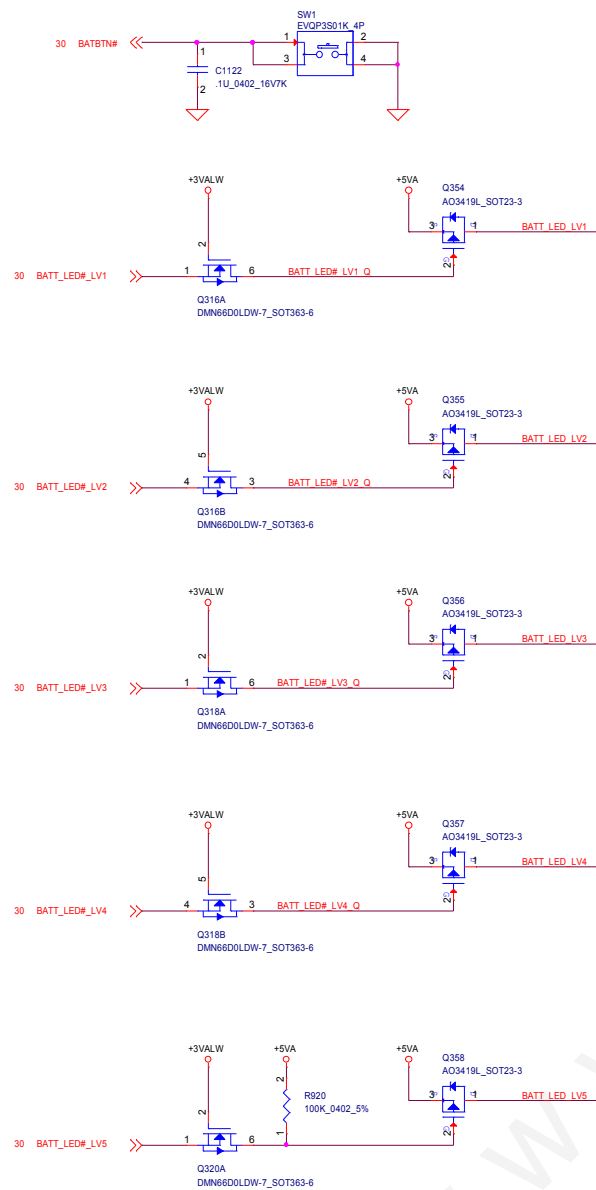 SW1
EVQP3S01K_4P
30 BATBTN#
1
1
2
3
4
C1122
.1U_0402_16V7K
2
+3VALW
+5VA
Q354
AO3419L_SOT23-3
2
3
1
BATT_LED_LV1
G
2
30 BATT_LED#_LV1
1
6
BATT_LED#_LV1_Q
Q316A
DMN66D0LDW-7_SOT363-6
+3VALW
+5VA
Q355
AO3419L_SOT23-3
5
3
1
BATT_LED_LV2
G
2
30 BATT_LED#_LV2
4
3
BATT_LED#_LV2_Q
Q316B
DMN66D0LDW-7_SOT363-6
+3VALW
+5VA
Q356
AO3419L_SOT23-3
2
3
1
BATT_LED_LV3
G
2
30 BATT_LED#_LV3
1
6
BATT_LED#_LV3_Q
Q318A
DMN66D0LDW-7_SOT363-6
+3VALW
+5VA
Q357
AO3419L_SOT23-3
5
3
1
BATT_LED_LV4
G
2
30 BATT_LED#_LV4
4
3
BATT_LED#_LV4_Q
Q318B
DMN66D0LDW-7_SOT363-6
+3VALW
+5VA
+5VA
Q358
AO3419L_SOT23-3
2
2
R920
100K_0402_5%
1
3
1
BATT_LED_LV5
G
2
30 BATT_LED#_LV5
1
6
Q320A
DMN66D0LDW-7_SOT363-6